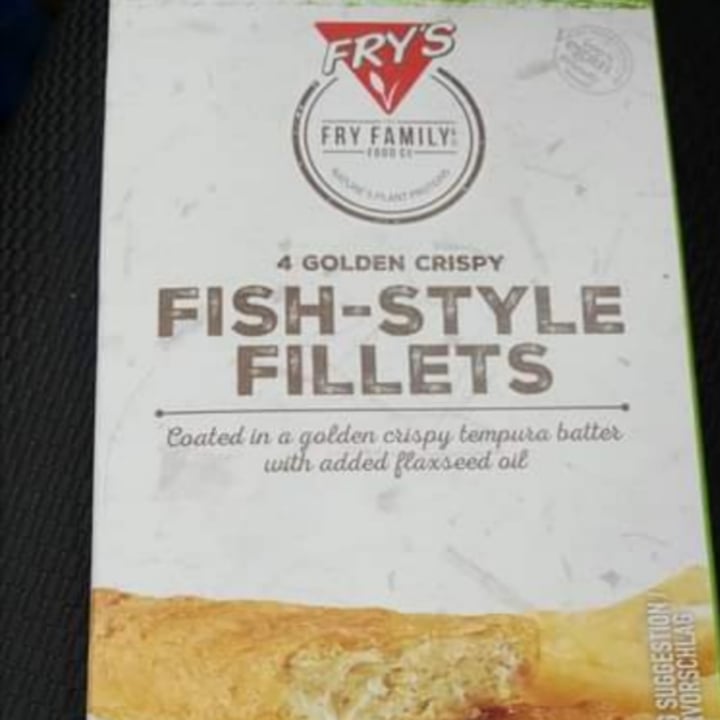 FRY'S
FRY FAMILY
FOOD CO
NATURE'S PLANT PROTEINS
4 GOLDEN CRISPY
FISH-STYLE
FILLETS
Coated in a golden crispy tempura batter
with added flaxseed oil
SUGGESTION /
VORSCHLAG